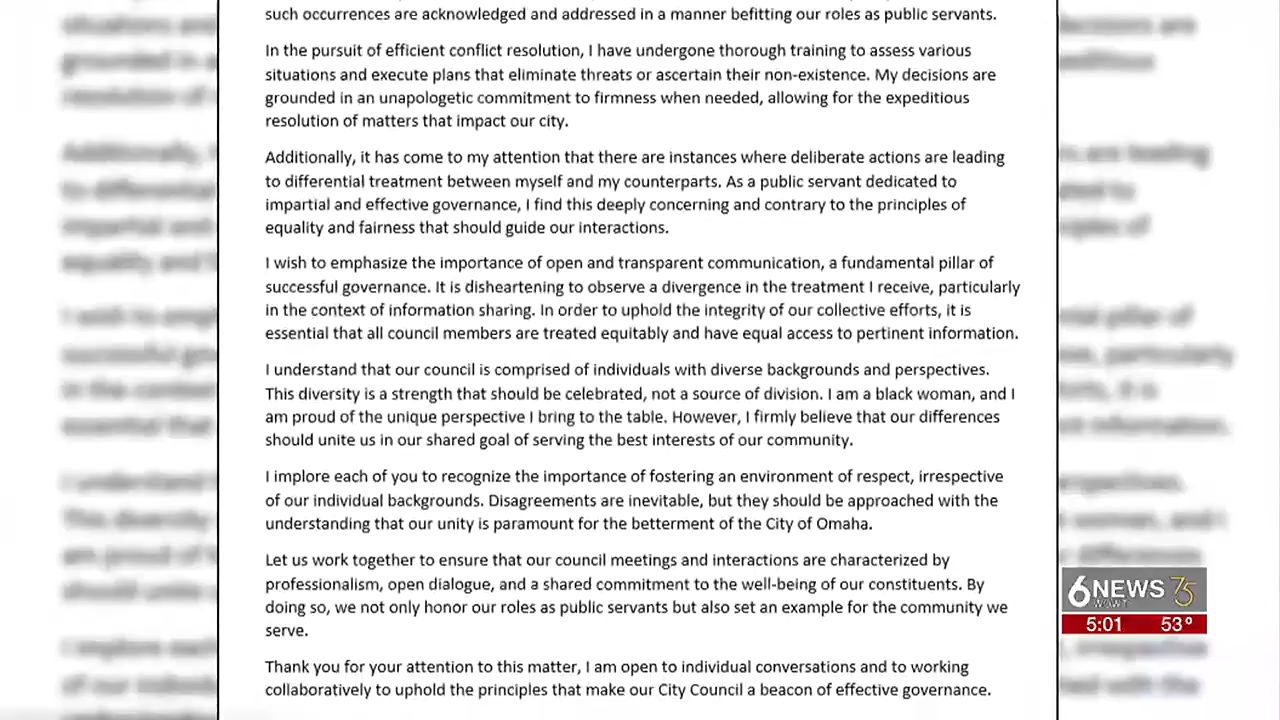 such occurrences are acknowledged and addressed in a manner befitting our roles as public servants.
In the pursuit of efficient conflict resolution, I have undergone thorough training to assess various
situations and execute plans that eliminate threats or ascertain their non-existence. My decisions are
grounded in an unapologetic commitment to firmness when needed, allowing for the expeditious
resolution of matters that impact our city.
Additionally, it has come to my attention that there are instances where deliberate actions are leading
to differential treatment between myself and my counterparts. As a public servant dedicated to
impartial and effective governance, I find this deeply concerning and contrary to the principles of
equality and fairness that should guide our interactions.
I wish to emphasize the importance of open and transparent communication, a fundamental pillar of
successful governance. It is disheartening to observe a divergence in the treatment I receive, particularly
in the context of information sharing. In order to uphold the integrity of our collective efforts, it is
essential that all council members are treated equitably and have equal access to pertinent information.
I understand that our council is comprised of individuals with diverse backgrounds and perspectives.
This diversity is a strength that should be celebrated, not a source of division. I am a black woman, and I
am proud of the unique perspective I bring to the table. However, I firmly believe that our differences
should unite us in our shared goal of serving the best interests of our community.
I implore each of you to recognize the importance of fostering an environment of respect, irrespective
of our individual backgrounds. Disagreements are inevitable, but they should be approached with the
understanding that our unity is paramount for the betterment of the City of Omaha.
Let us work together to ensure that our council meetings and interactions are characterized by
professionalism, open dialogue, and a shared commitment to the well-being of our constituents. By
doing so, we not only honor our roles as public servants but also set an example for the community we
serve.
Thank you for your attention to this matter, I am open to individual conversations and to working
collaboratively to uphold the principles that make our City Council a beacon of effective governance.
6 NEWS 75
WOWT
5:01 53°